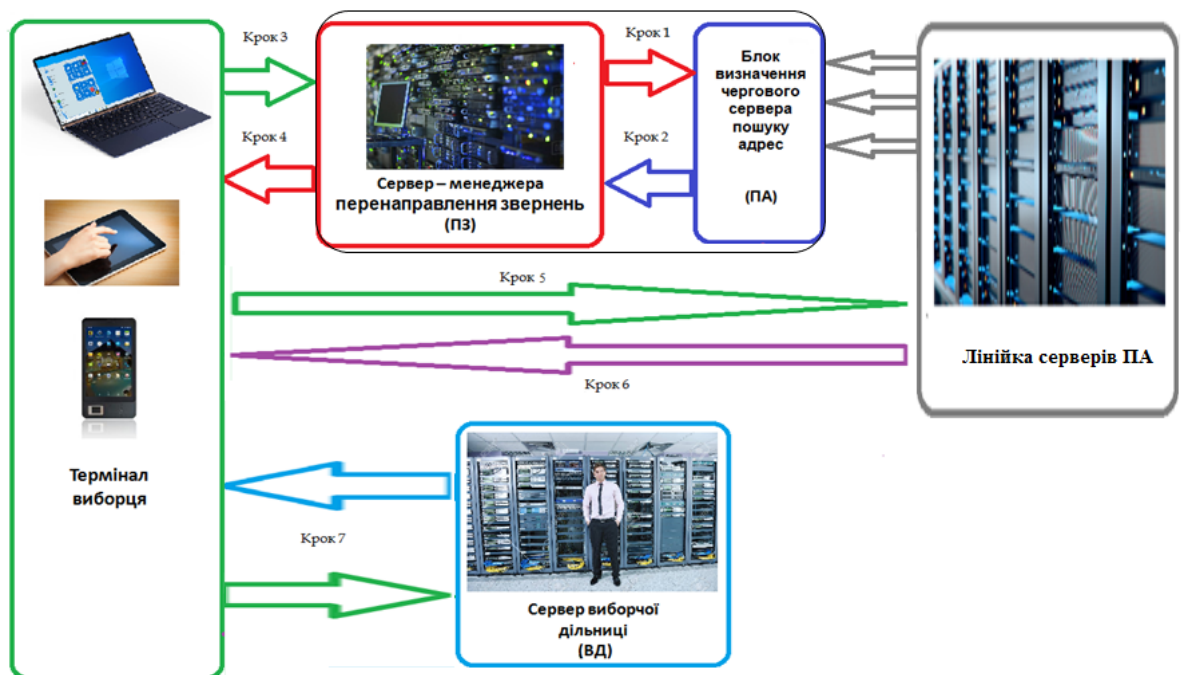 Крок 3
Крок 4
Крок 1
Крок 2
Сервер – менеджера
перенаправлення звернень
(ПЗ)
Блок
визначення
чергового
сервера
пошуку
адрес
(ПА)
Крок 5
Крок 6
Лінійка серверів ПА
Термінал
виборця
Крок 7
Сервер виборчої
дільниці
(ВД)